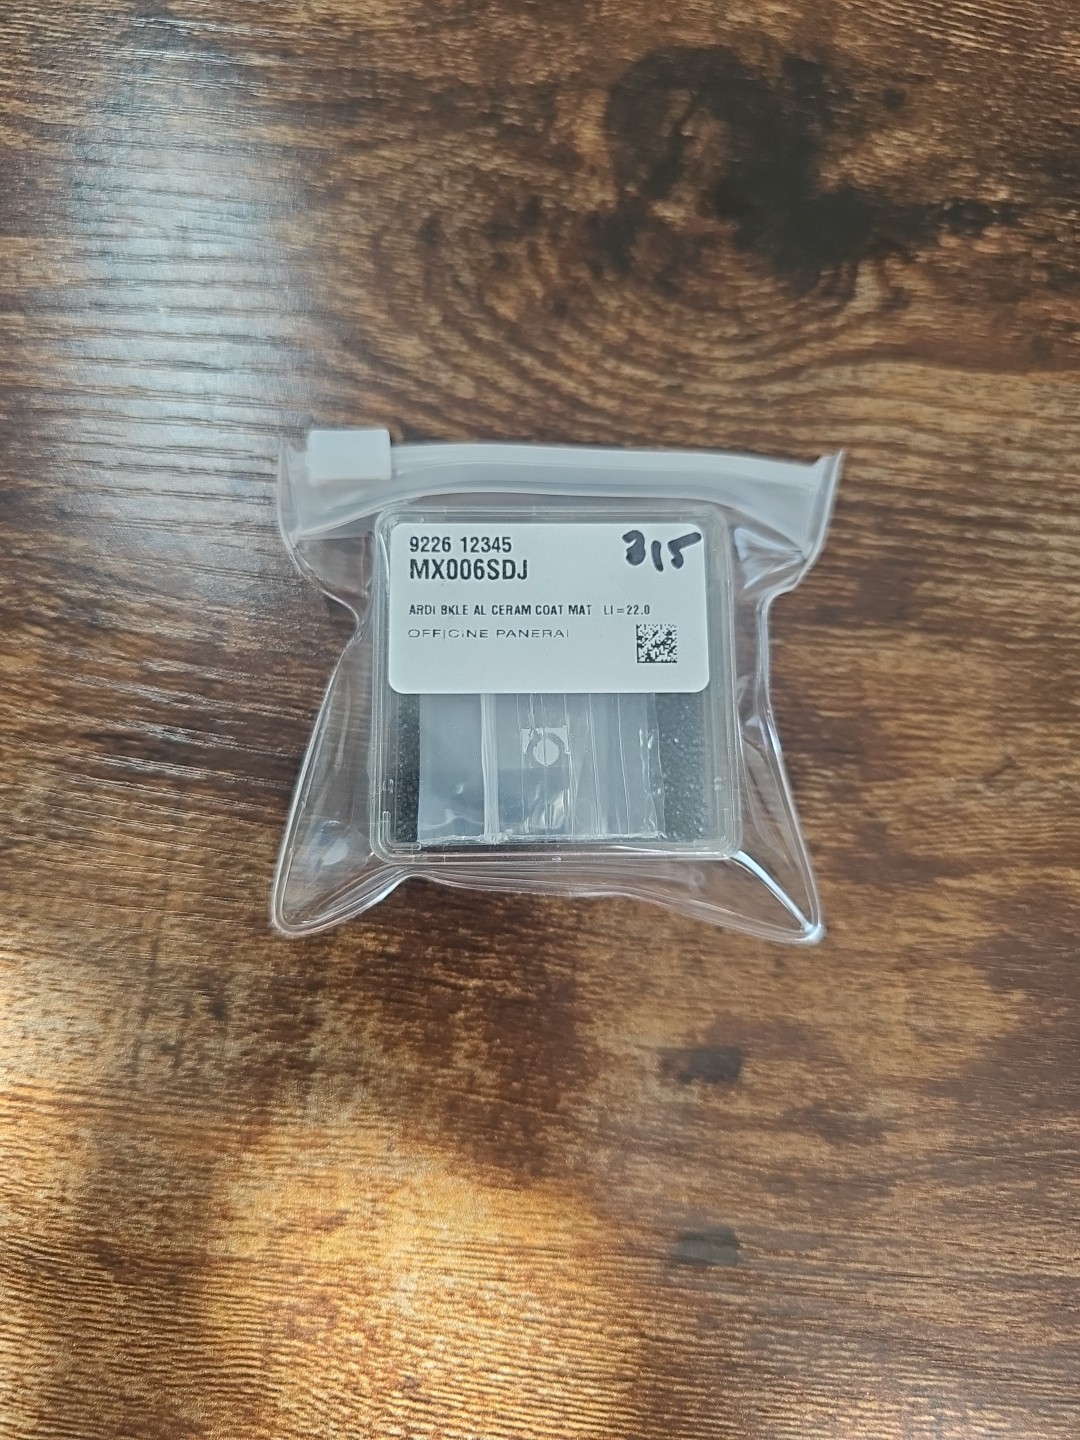 9226 12345
315
MX006SDJ
ARDI BKLE AL CERAM COAT MAT LI=22.0
OFFICINE PANERAI